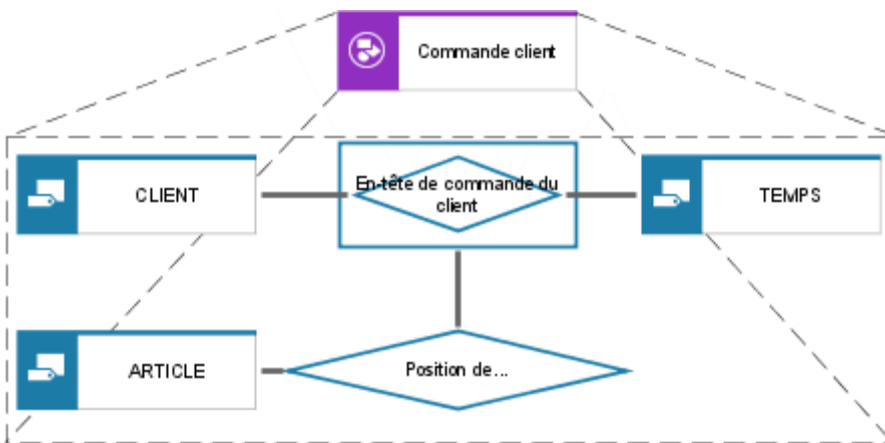 Commande client
CLIENT
En-tête de commande du
client
TEMPS
ARTICLE
Position de...